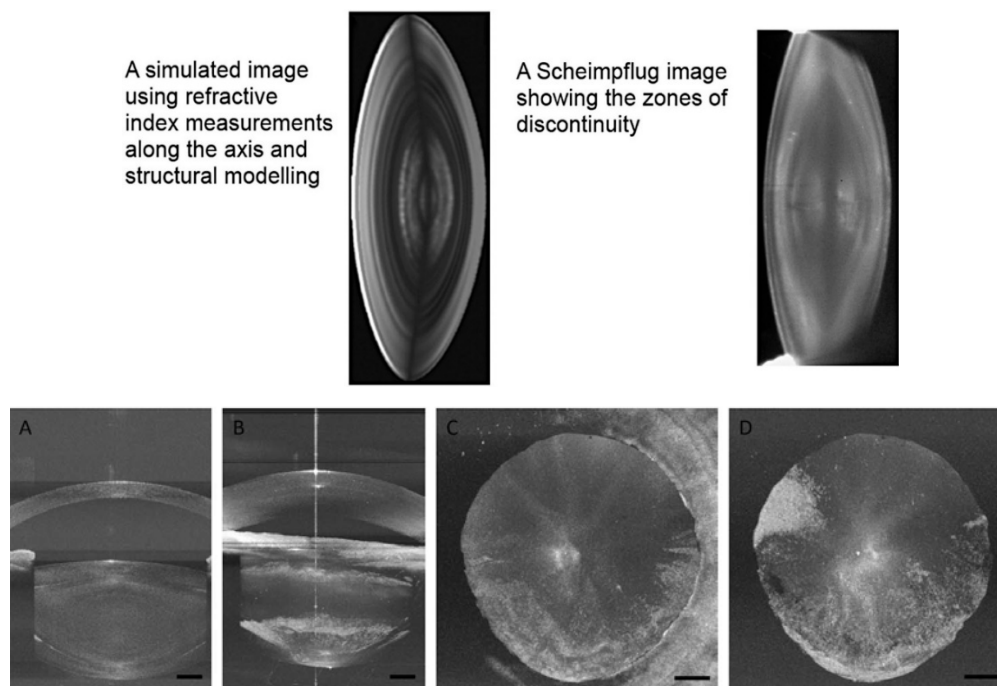 A simulated image
using refractive
index measurements
along the axis and
structural modelling
A Scheimpflug image
showing the zones of
discontinuity
A
B
C
D